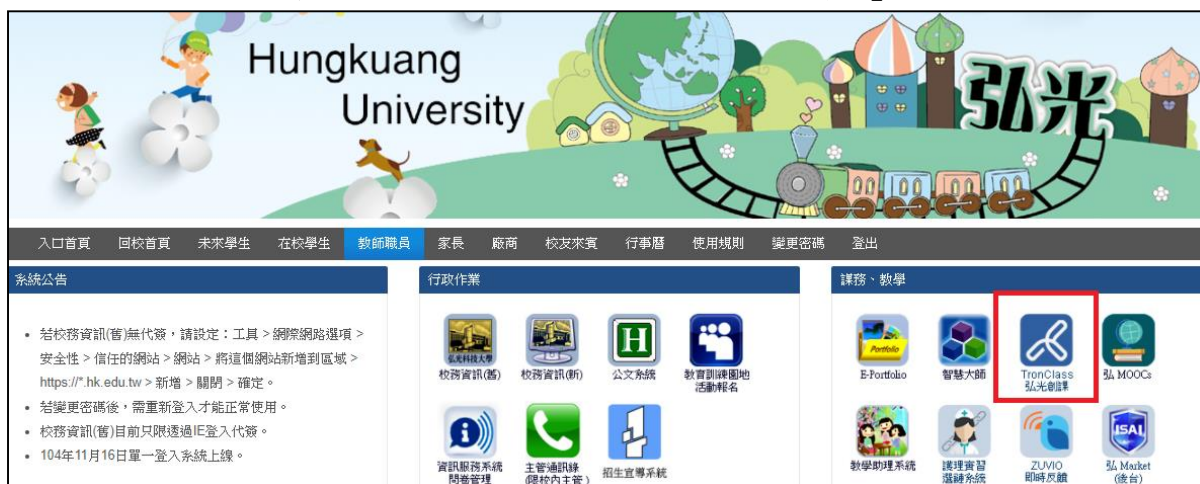 Hungkuang
University
弘光
入口首頁 回校首頁 未來學生 在校學生 教師職員 家長 廠商 校友來賓 行事曆 使用規則 變更密碼 登出
系統公告
• 若校務資訊(舊)無代簽,請設定:工具 > 網際網路選項 >
安全性 > 信任的網站 > 網站 > 將這個網站新增到區域 >
https://*.hk.edu.tw > 新增 > 關閉 > 確定。
• 若變更密碼後,需重新登入才能正常使用。
• 校務資訊(舊)目前只限透過IE登入代簽。
• 104年11月16日單一登入系統上線。
行政作業
弘光科技大學
校務資訊(舊)
校務資訊(新)
H
公文系統
教育訓練園地
活動報名
資訊服務系統
問卷管理
主管通訊錄
(限校內主管)
招生宣導系統
課務、教學
Portfolio
E-Portfolio
智慧大師
TronClass
弘光創課
弘 MOOCs
教學助理系統
護理實習
選鍾系統
ZUVIO
即時反饋
ISAL
弘 Market
(後台)